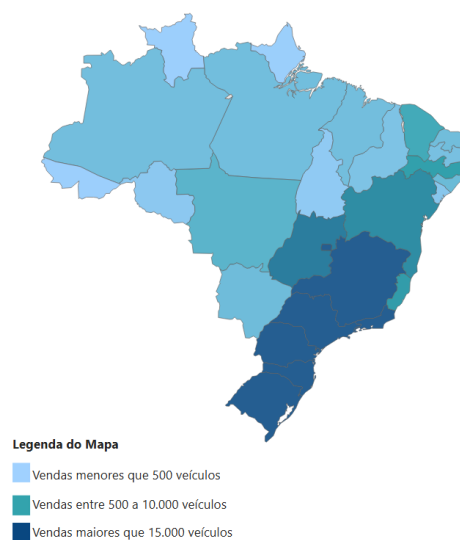 Legenda do Mapa
Vendas menores que 500 veículos
Vendas entre 500 a 10.000 veículos
Vendas maiores que 15.000 veículos